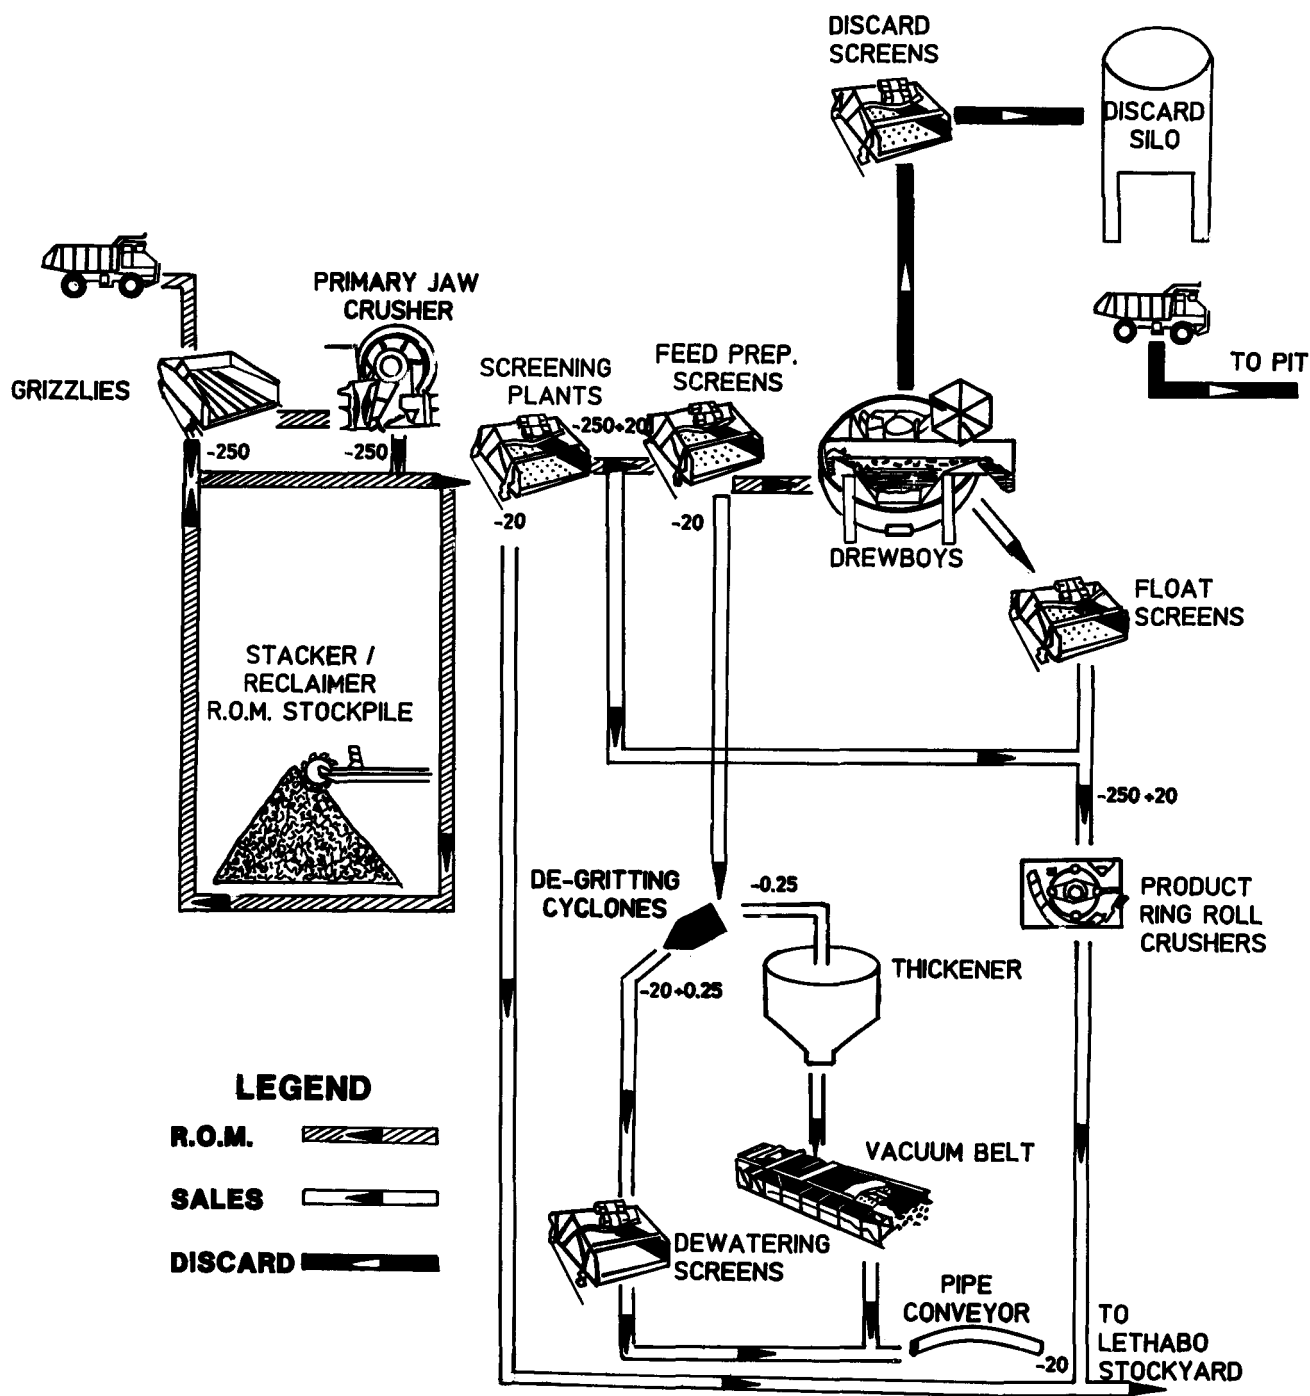 DISCARD
SCREENS
DISCARD
SILO
TO PIT
PRIMARY JAW
CRUSHER
GRIZZLIES
-250
-250
SCREENING
PLANTS
-250+20
FEED PREP.
SCREENS
-20
-20
DREWBOYS
FLOAT
SCREENS
STACKER /
RECLAIMER
R.O.M. STOCKPILE
-250+20
DE-GRITTING
CYCLONES
-0.25
-20+0.25
THICKENER
PRODUCT
RING ROLL
CRUSHERS
LEGEND
R.O.M.
SALES
DISCARD
VACUUM BELT
DEWATERING
SCREENS
PIPE
CONVEYOR
-20
TO
LETHABO
STOCKYARD